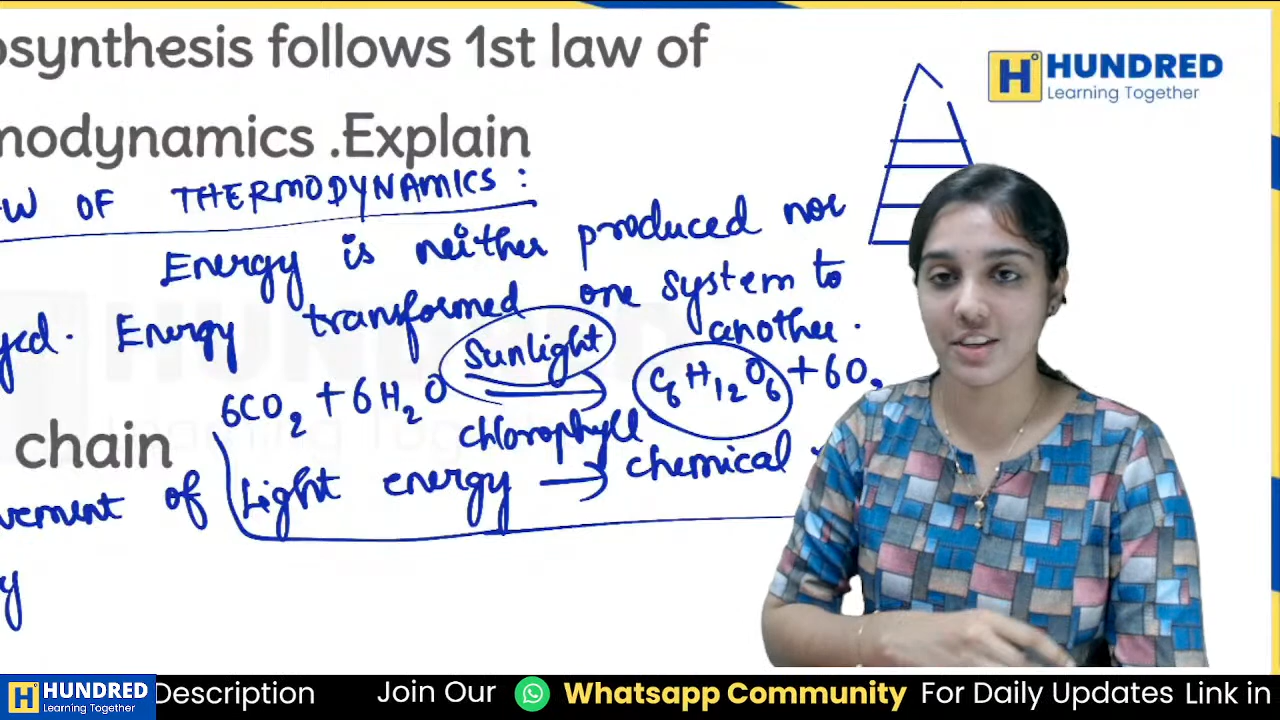 osynthesis follows 1st law of
modynamics .Explain
W OF THERMODYNAMICS :
Energy is neither produced nor
yed. Energy transformed one system to
another.
6CO2 + 6H2O Sunlight C6H12O6 + 6O2
chlorophyll
chain
vement of Light energy → chemical
y
H° HUNDRED
Learning Together
H° HUNDRED
Learning Together
Description Join Our Whatsapp Community For Daily Updates Link in